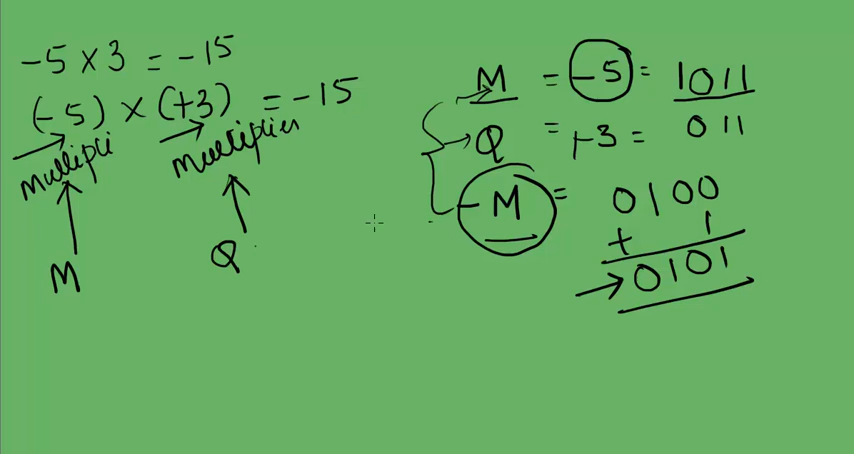 -5 × 3 = -15
(-5) × (+3) = -15
Multipli
Multiplier
M
Q
M = -5 = 1011
Q = +3 = 011
-M = 0100
+ 1
0101